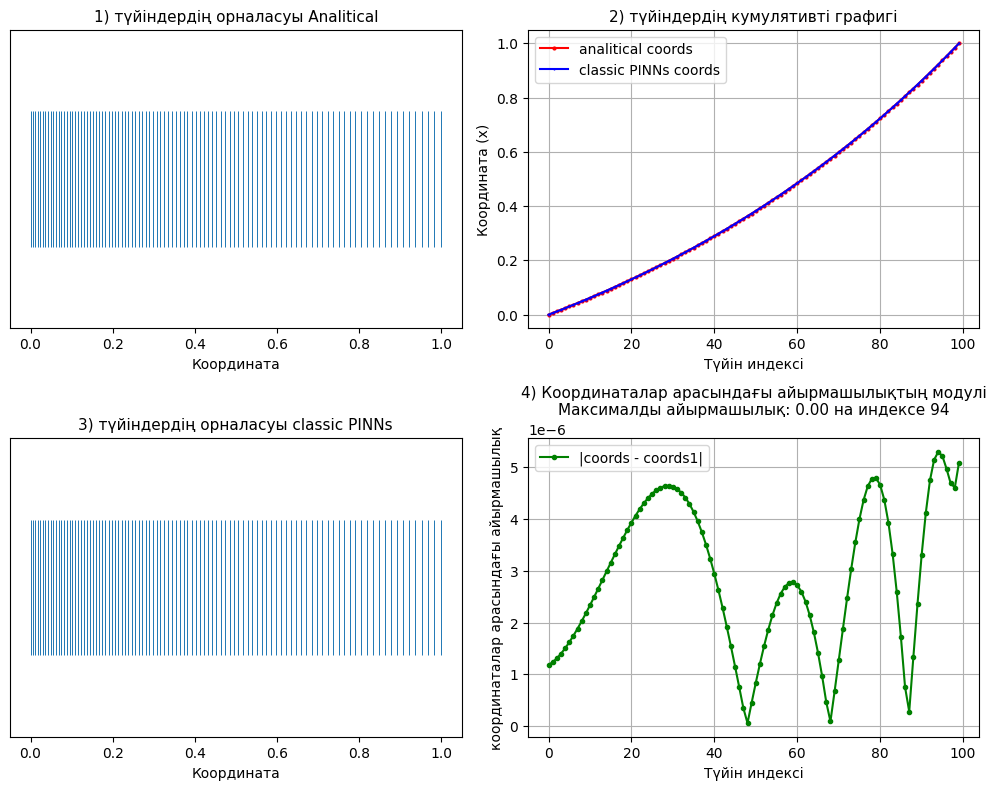 1) түйіндердің орналасуы Analitical
0.0 0.2 0.4 0.6 0.8 1.0
Координата
2) түйіндердің кумулятивті графигі
analitical coords
classic PINNs coords
Координата (x)
1.0
0.8
0.6
0.4
0.2
0.0
0 20 40 60 80 100
Түйін индексі
3) түйіндердің орналасуы classic PINNs
0.0 0.2 0.4 0.6 0.8 1.0
Координата
4) Координаталар арасындағы айырмашылықтың модулі
Максималды айырмашылық: 0.00 на индексе 94
1e−6
|coords - coords1|
координаталар арасындағы айырмашылық
5
4
3
2
1
0
0 20 40 60 80 100
Түйін индексі